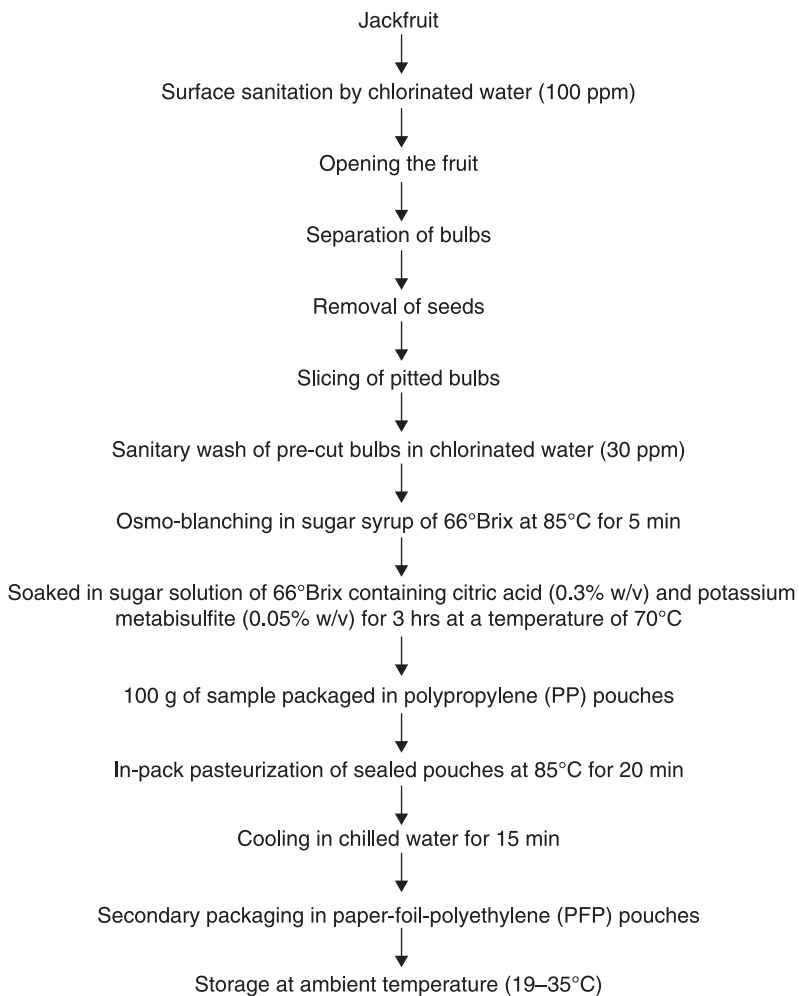 Jackfruit
Surface sanitation by chlorinated water (100 ppm)
Opening the fruit
Separation of bulbs
Removal of seeds
Slicing of pitted bulbs
Sanitary wash of pre-cut bulbs in chlorinated water (30 ppm)
Osmo-blanching in sugar syrup of 66°Brix at 85°C for 5 min
Soaked in sugar solution of 66°Brix containing citric acid (0.3% w/v) and potassium
metabisulfite (0.05% w/v) for 3 hrs at a temperature of 70°C
100 g of sample packaged in polypropylene (PP) pouches
In-pack pasteurization of sealed pouches at 85°C for 20 min
Cooling in chilled water for 15 min
Secondary packaging in paper-foil-polyethylene (PFP) pouches
Storage at ambient temperature (19–35°C)